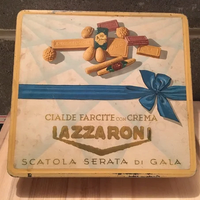 CIALDE FARCITE CON CREMA
LAZZARONI
SCATOLA SERATA DI GALA